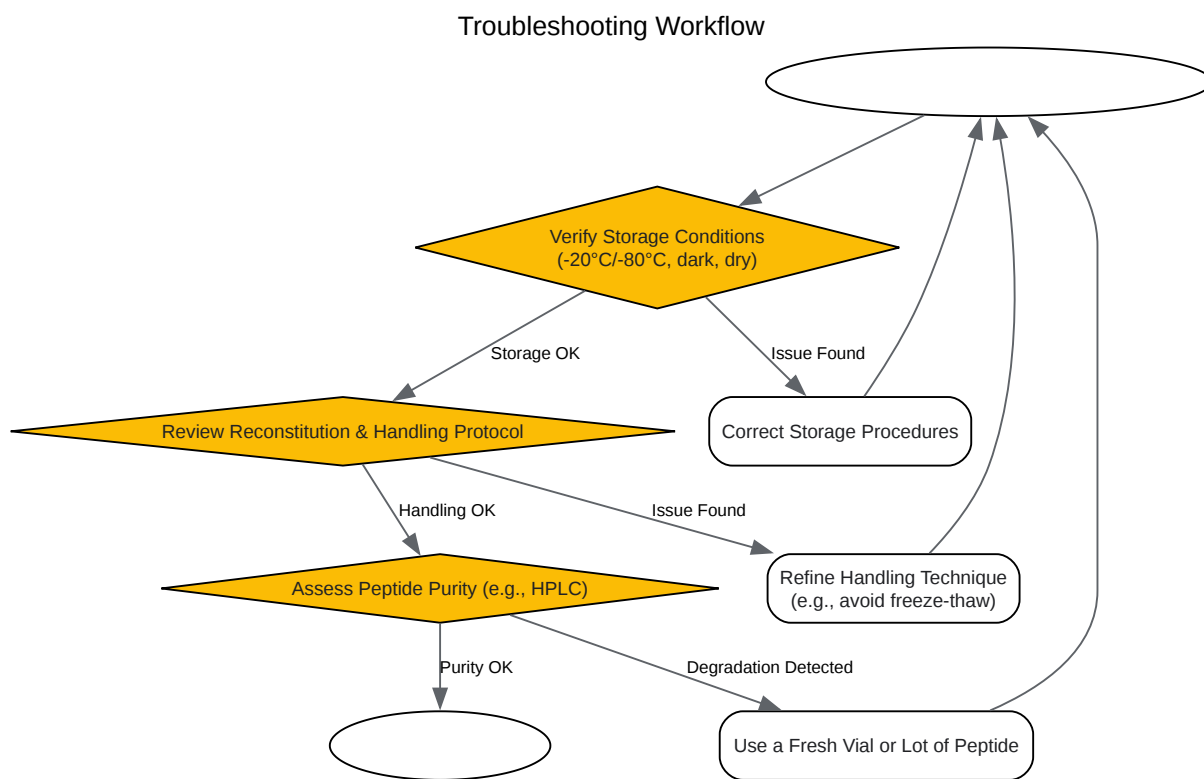 Troubleshooting Workflow
Verify Storage Conditions
(-20°C/-80°C, dark, dry)
Storage OK
Issue Found
Review Reconstitution & Handling Protocol
Correct Storage Procedures
Handling OK
Issue Found
Assess Peptide Purity (e.g., HPLC)
Refine Handling Technique
(e.g., avoid freeze-thaw)
Purity OK
Degradation Detected
Use a Fresh Vial or Lot of Peptide